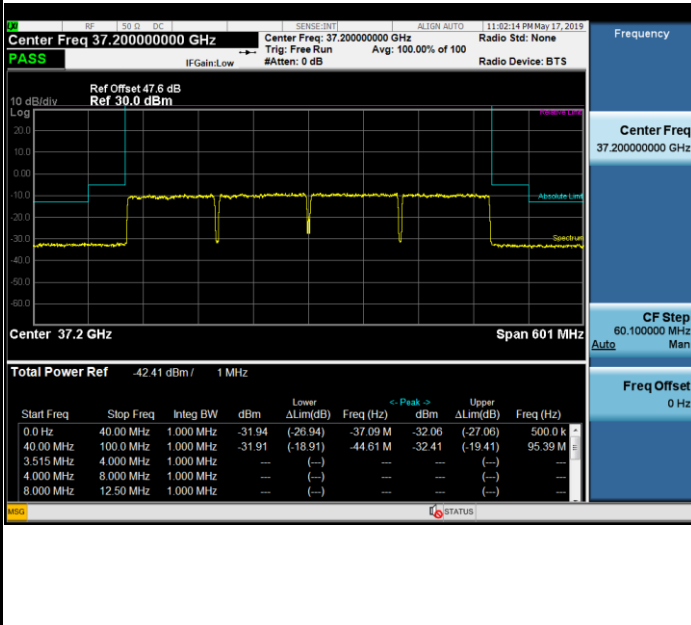 RF 50 Ω DC SENSE:INT ALIGN AUTO 11:02:14 PM May 17, 2019
Center Freq 37.200000000 GHz
PASS
IFGain:Low
Center Freq: 37.200000000 GHz
Trig: Free Run Avg: 100.00% of 100
#Atten: 0 dB
Radio Std: None
Radio Device: BTS
Ref Offset 47.6 dB
10 dB/div Ref 30.0 dBm
Log
Relative Limit
20.0
10.0
0.00
-10.0
-20.0
-30.0
-40.0
-50.0
-60.0
Absolute Limit
Spectrum
Center 37.2 GHz Span 601 MHz
Total Power Ref -42.41 dBm / 1 MHz
Lower <- Peak -> Upper
Start Freq Stop Freq Integ BW dBm ΔLim(dB) Freq (Hz) dBm ΔLim(dB) Freq (Hz)
0.0 Hz 40.00 MHz 1.000 MHz -31.94 (-26.94) -37.09 M -32.06 (-27.06) 500.0 k
40.00 MHz 100.0 MHz 1.000 MHz -31.91 (-18.91) -44.61 M -32.41 (-19.41) 95.39 M
3.515 MHz 4.000 MHz 1.000 MHz --- (---) --- --- (---) ---
4.000 MHz 8.000 MHz 1.000 MHz --- (---) --- --- (---) ---
8.000 MHz 12.50 MHz 1.000 MHz --- (---) --- --- (---) ---
MSG STATUS
Frequency
Center Freq
37.200000000 GHz
CF Step
60.100000 MHz
Auto Man
Freq Offset
0 Hz